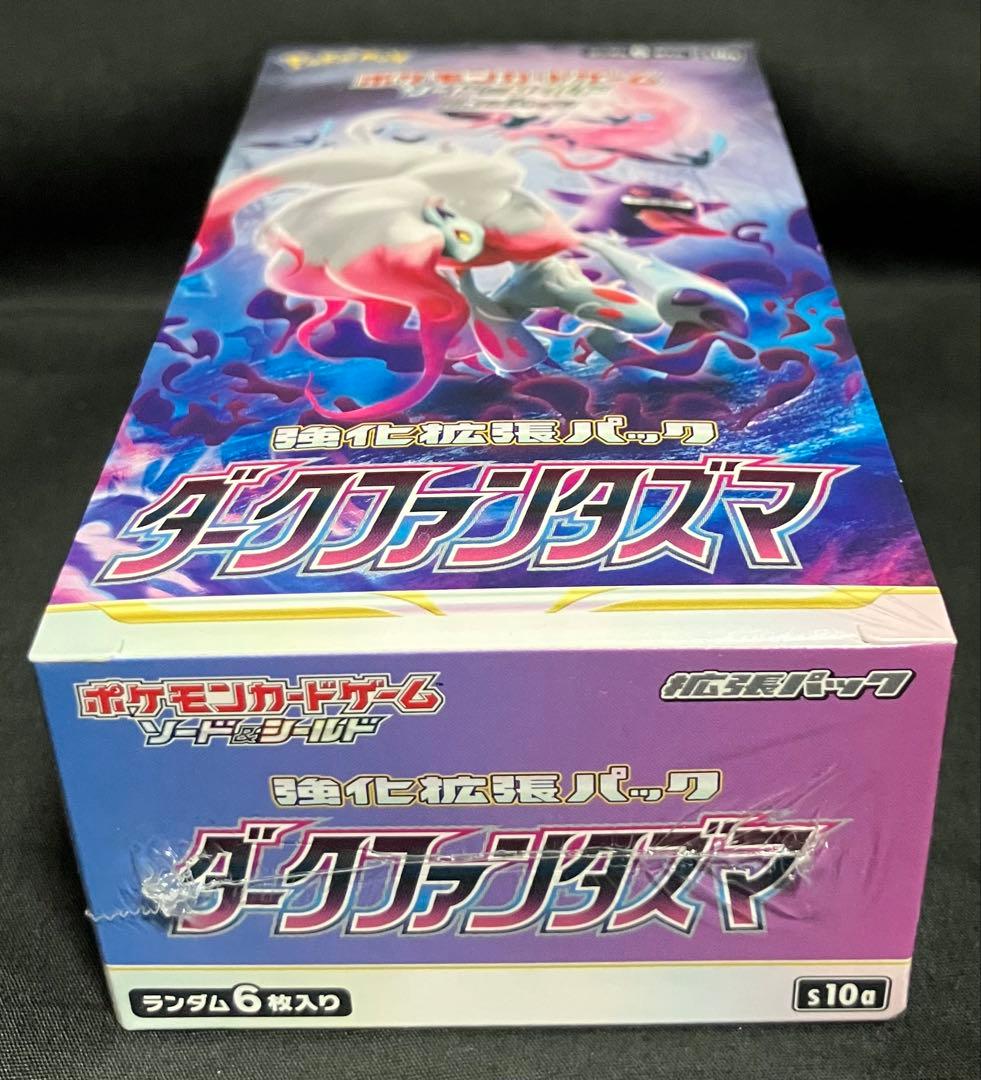 ポケモンカードゲーム
強化拡張パック
ダークファンタズマ
ポケモンカードゲーム
ソード&シールド
拡張パック
強化拡張パック
ダークファンタズマ
ランダム6枚入り
s10a